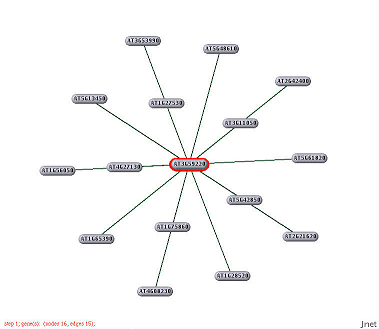 AT3G53990
AT5G48610
AT2G42400
AT5G13450
AT1G27530
AT3G11050
AT5G61820
AT1G56050
AT4G27130
AT3G59220
AT5G42850
AT1G65390
AT1G75860
AT2G21620
AT1G28520
AT4G08230
step 1; gene(s): (nodes 16, edges 15);
Jnet